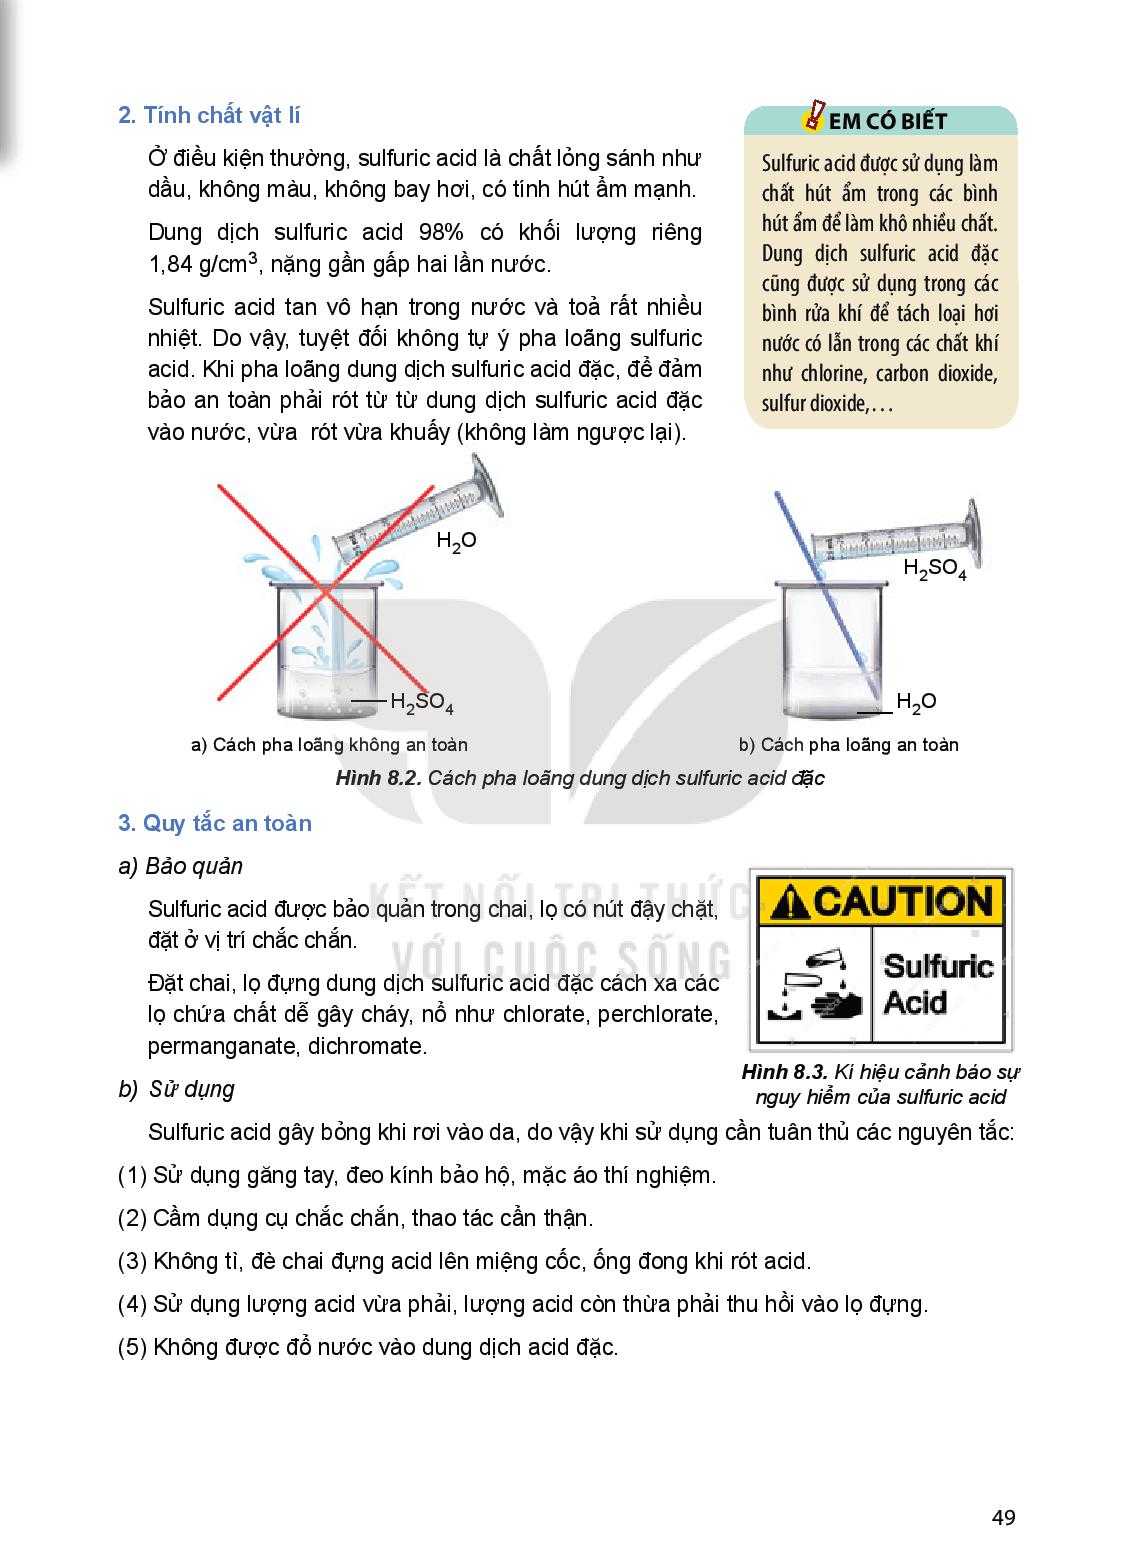 2. Tính chất vật lí
Ở điều kiện thường, sulfuric acid là chất lỏng sánh như
dầu, không màu, không bay hơi, có tính hút ẩm mạnh.
Dung dịch sulfuric acid 98% có khối lượng riêng
1,84 g/cm³, nặng gần gấp hai lần nước.
Sulfuric acid tan vô hạn trong nước và toả rất nhiều
nhiệt. Do vậy, tuyệt đối không tự ý pha loãng sulfuric
acid. Khi pha loãng dung dịch sulfuric acid đặc, để đảm
bảo an toàn phải rót từ từ dung dịch sulfuric acid đặc
vào nước, vừa rót vừa khuấy (không làm ngược lại).
EM CÓ BIẾT
Sulfuric acid được sử dụng làm
chất hút ẩm trong các bình
hút ẩm để làm khô nhiều chất.
Dung dịch sulfuric acid đặc
cũng được sử dụng trong các
bình rửa khí để tách loại hơi
nước có lẫn trong các chất khí
như chlorine, carbon dioxide,
sulfur dioxide,...
H₂O
H₂SO₄
H₂SO₄
H₂O
a) Cách pha loãng không an toàn
b) Cách pha loãng an toàn
Hình 8.2. Cách pha loãng dung dịch sulfuric acid đặc
3. Quy tắc an toàn
a) Bảo quản
Sulfuric acid được bảo quản trong chai, lọ có nút đậy chặt,
đặt ở vị trí chắc chắn.
Đặt chai, lọ đựng dung dịch sulfuric acid đặc cách xa các
lọ chứa chất dễ gây cháy, nổ như chlorate, perchlorate,
permanganate, dichromate.
KẾT NỐI TRI THỨC
VỚI CUỘC SỐNG
CAUTION
Sulfuric
Acid
Hình 8.3. Kí hiệu cảnh báo sự
nguy hiểm của sulfuric acid
b) Sử dụng
Sulfuric acid gây bỏng khi rơi vào da, do vậy khi sử dụng cần tuân thủ các nguyên tắc:
(1) Sử dụng găng tay, đeo kính bảo hộ, mặc áo thí nghiệm.
(2) Cầm dụng cụ chắc chắn, thao tác cẩn thận.
(3) Không tì, đè chai đựng acid lên miệng cốc, ống đong khi rót acid.
(4) Sử dụng lượng acid vừa phải, lượng acid còn thừa phải thu hồi vào lọ đựng.
(5) Không được đổ nước vào dung dịch acid đặc.
49